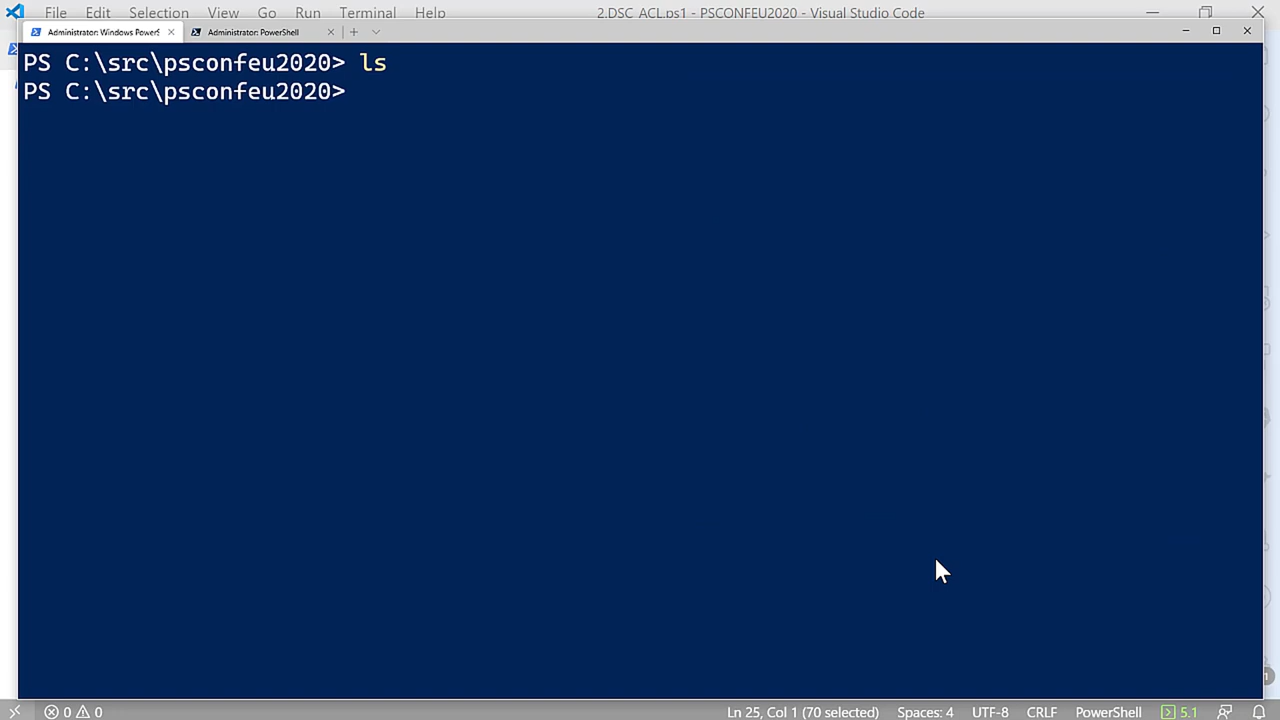 File Edit Selection View Go Run Terminal Help 2.DSC_ACL.ps1 - PSCONFEU2020 - Visual Studio Code
Administrator: Windows PowerS Administrator: PowerShell
PS C:\src\psconfeu2020> ls
PS C:\src\psconfeu2020>
0 0 Ln 25, Col 1 (70 selected) Spaces: 4 UTF-8 CRLF PowerShell 5.1 1